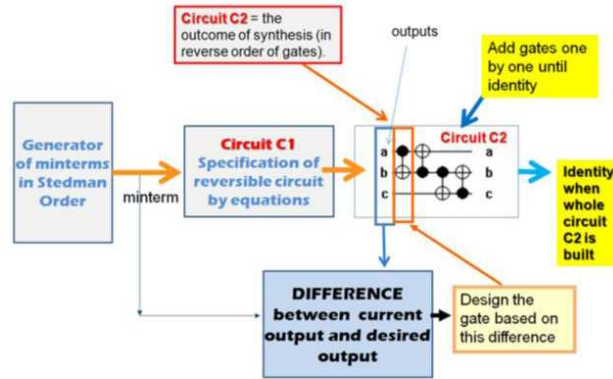 Circuit C2 = the
outcome of synthesis (in
reverse order of gates).
outputs
Add gates one
by one until
identity
Generator
of minterms
in Stedman
Order
minterm
Circuit C1
Specification of
reversible circuit
by equations
Circuit C2
a a
b b
c c
Identity
when
whole
circuit
C2 is
built
DIFFERENCE
between current
output and desired
output
Design the
gate based on
this difference